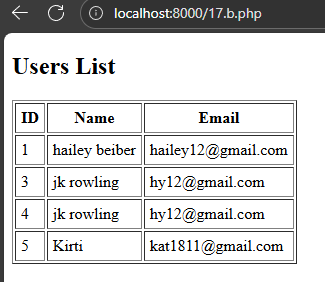 localhost:8000/17.b.php
Users List
ID Name Email
1 hailey beiber hailey12@gmail.com
3 jk rowling hy12@gmail.com
4 jk rowling hy12@gmail.com
5 Kirti kat1811@gmail.com